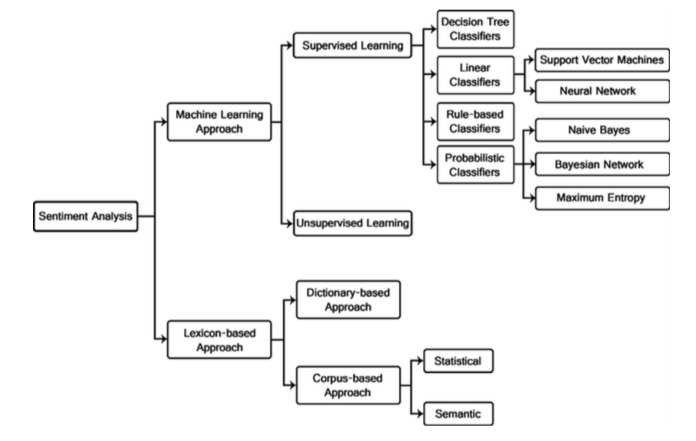 Decision Tree
Classifiers
Supervised Learning
Linear
Classifiers
Support Vector Machines
Neural Network
Machine Learning
Approach
Rule-based
Classifiers
Naive Bayes
Probabilistic
Classifiers
Bayesian Network
Maximum Entropy
Sentiment Analysis
Unsupervised Learning
Dictionary-based
Approach
Lexicon-based
Approach
Statistical
Corpus-based
Approach
Semantic